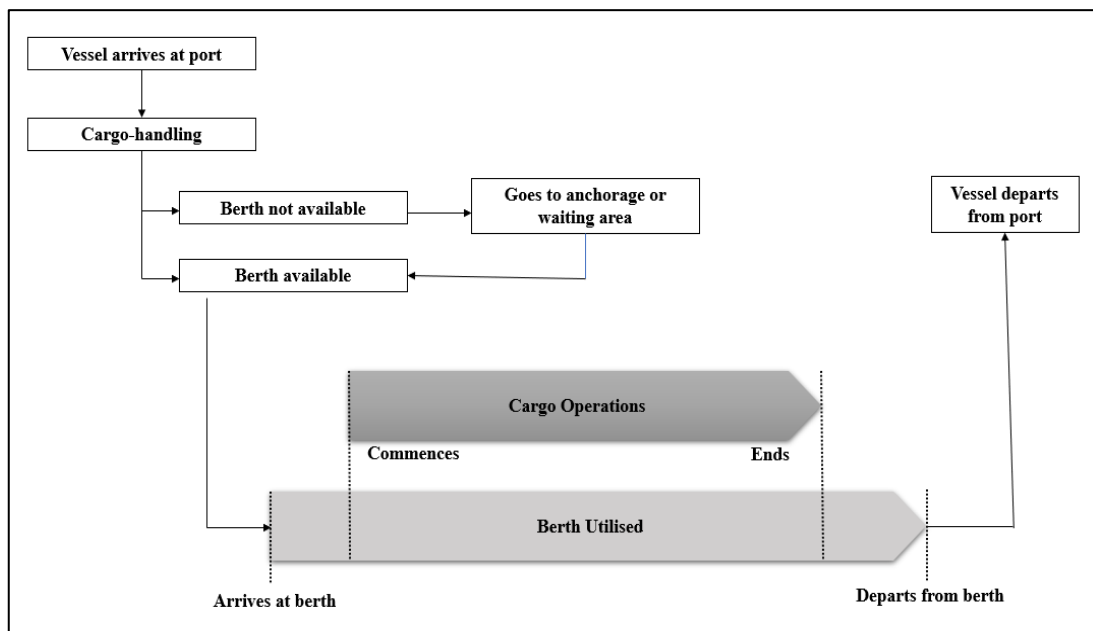 Vessel arrives at port
Cargo-handling
Berth not available
Goes to anchorage or
waiting area
Vessel departs
from port
Berth available
Cargo Operations
Commences
Ends
Berth Utilised
Arrives at berth
Departs from berth